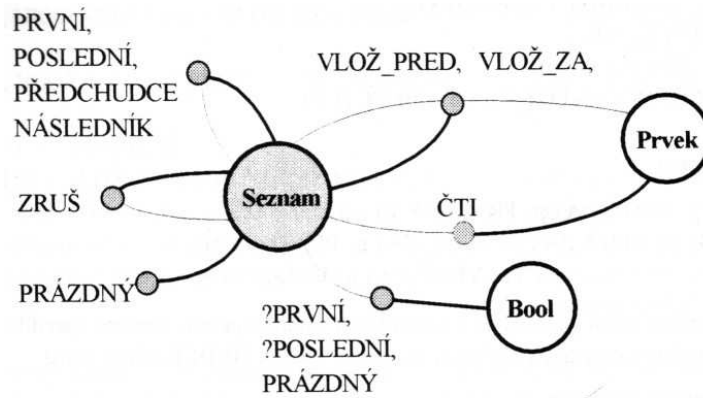 PRVNÍ,
POSLEDNÍ,
PŘEDCHUDCE
NÁSLEDNÍK
VLOŽ_PRED, VLOŽ_ZA,
Prvek
Seznam
ZRUŠ
ČTI
PRÁZDNÝ
Bool
?PRVNÍ,
?POSLEDNÍ,
PRÁZDNÝ